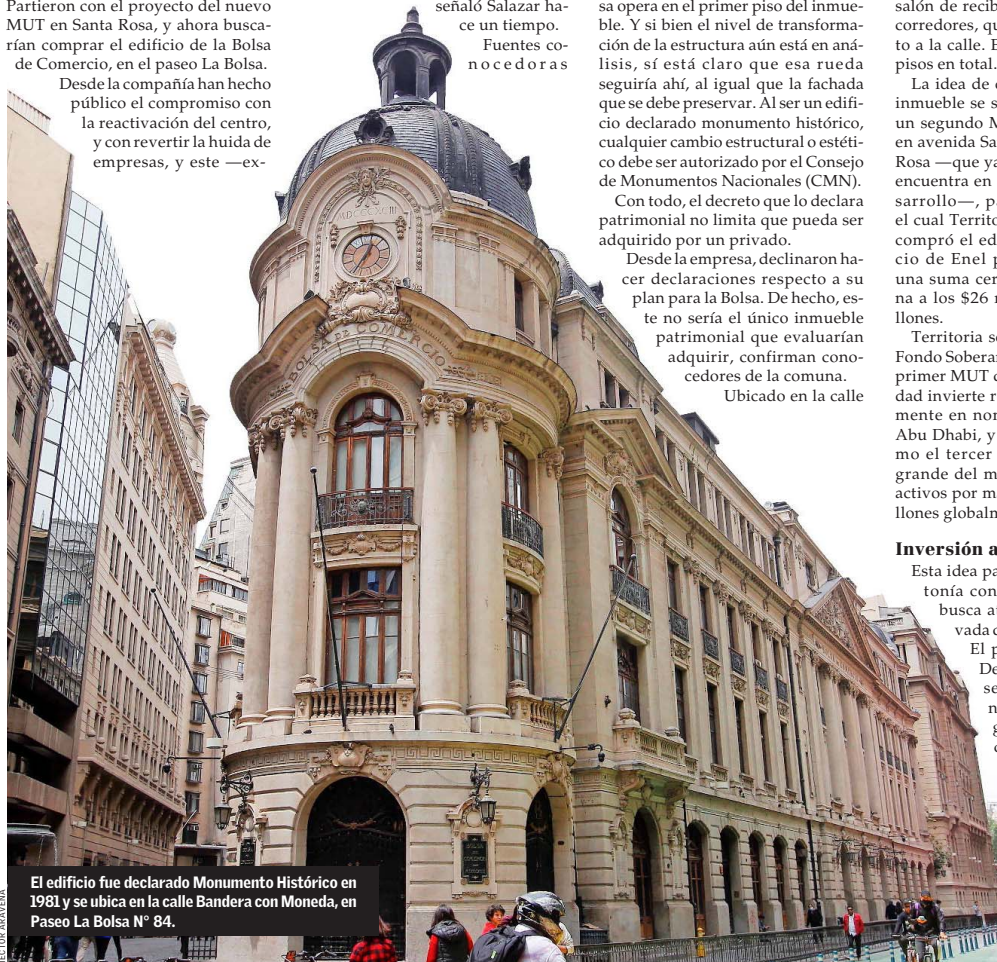 Partieron con el proyecto del nuevo
MUT en Santa Rosa, y ahora busca-
rían comprar el edificio de la Bolsa
de Comercio, en el paseo La Bolsa.
Desde la compañía han hecho
público el compromiso con
la reactivación del centro,
y con revertir la huida de
empresas, y este —ex-
señaló Salazar ha-
ce un tiempo.
Fuentes co-
nocedoras
sa opera en el primer piso del inmue-
ble. Y si bien el nivel de transforma-
ción de la estructura aún está en aná-
lisis, sí está claro que esa rueda
seguiría ahí, al igual que la fachada
que se debe preservar. Al ser un edifi-
cio declarado monumento histórico,
cualquier cambio estructural o estéti-
co debe ser autorizado por el Consejo
de Monumentos Nacionales (CMN).
Con todo, el decreto que lo declara
patrimonial no limita que pueda ser
adquirido por un privado.
Desde la empresa, declinaron ha-
cer declaraciones respecto a su
plan para la Bolsa. De hecho, es-
te no sería el único inmueble
patrimonial que evaluarían
adquirir, confirman cono-
cedores de la comuna.
Ubicado en la calle
salón de recib
corredores, qu
to a la calle. E
pisos en total.
La idea de c
inmueble se s
un segundo M
en avenida Sa
Rosa —que ya
encuentra en
sarrollo—, pa
el cual Territo
compró el ed
cio de Enel p
una suma cer
na a los $26 m
llones.
Territoria so
Fondo Sobera
primer MUT c
dad invierte r
mente en nom
Abu Dhabi, y
mo el tercer
grande del m
activos por m
llones globalm
Inversión a
Esta idea pa
tonía con
busca at
vada d
El p
De
se
n
g
BOLSA DE COMERCIO
El edificio fue declarado Monumento Histórico en
1981 y se ubica en la calle Bandera con Moneda, en
Paseo La Bolsa N° 84.
HÉCTOR ARAVENA